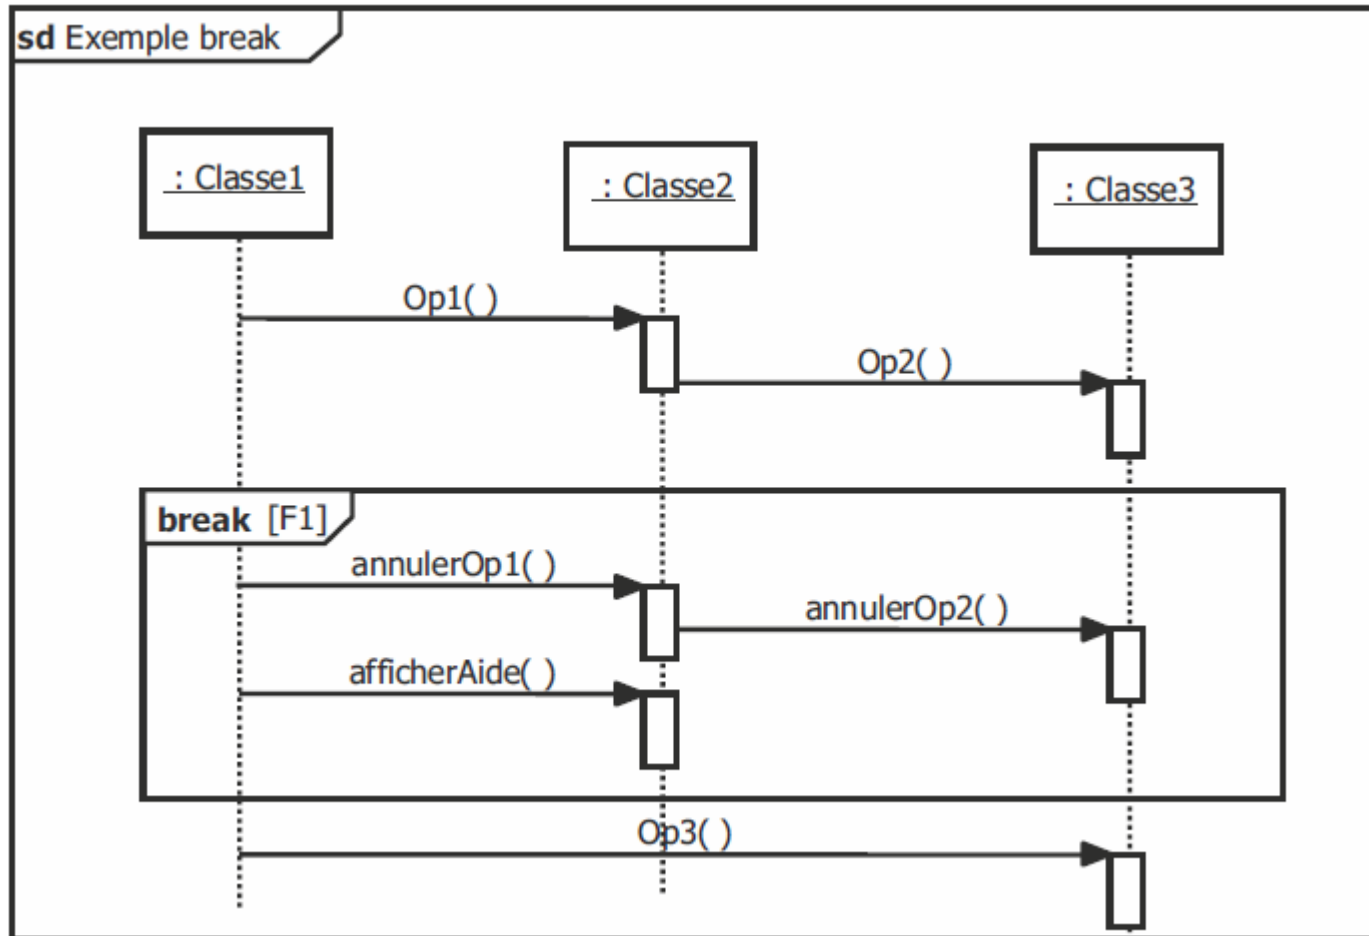 sd Exemple break
: Classe1
: Classe2
: Classe3
Op1( )
Op2( )
break [F1]
annulerOp1( )
annulerOp2( )
afficherAide( )
Op3( )